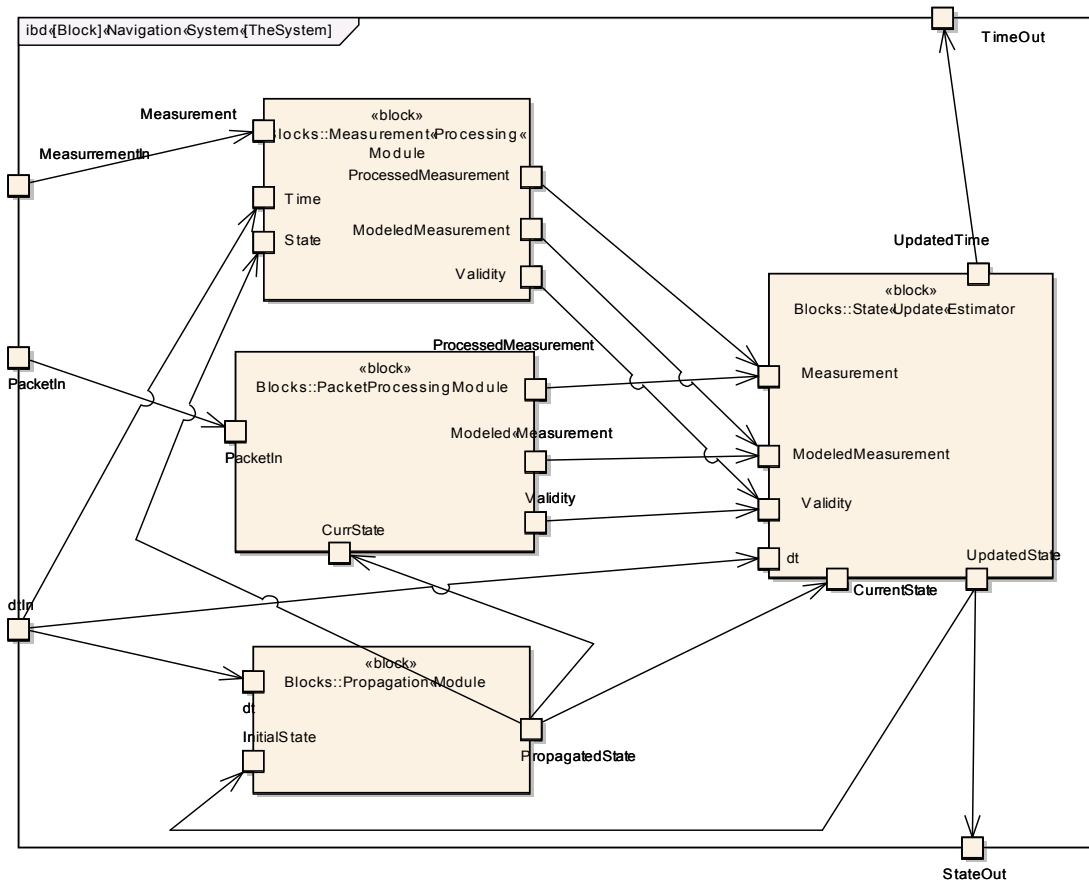 ibd«[Block]«Navigation«System«[TheSystem]
TimeOut
Measurement
MeasurrementIn
«block»
Blocks::Measurement«Processing«
Module
ProcessedMeasurement
Time
State
ModeledMeasurement
Validity
UpdatedTime
«block»
Blocks::State«Update«Estimator
PacketIn
ProcessedMeasurement
«block»
Blocks::PacketProcessingModule
Measurement
Modeled«Measurement
PacketIn
ModeledMeasurement
Validity
Validity
CurrState
dt
UpdatedState
CurrentState
dtIn
«block»
Blocks::Propagation«Module
dt
InitialState
PropagatedState
StateOut